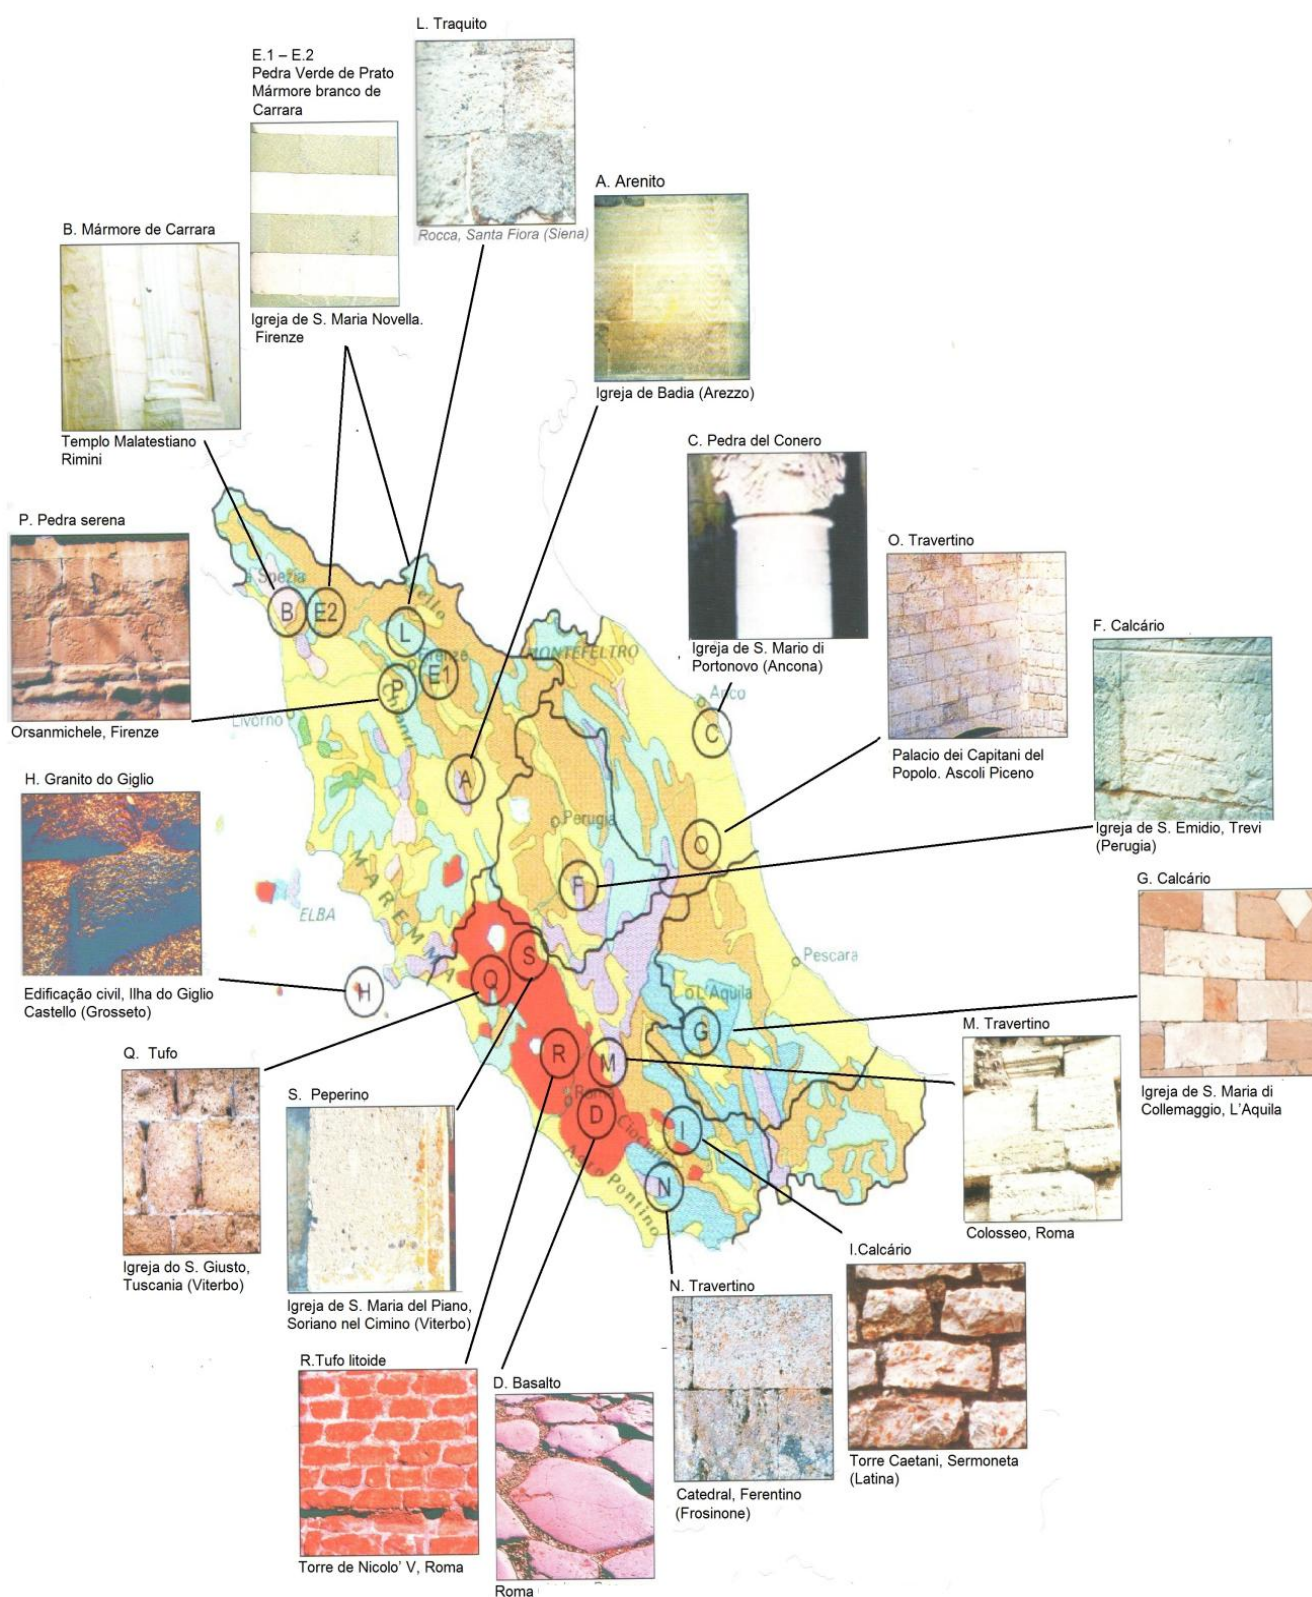 L. Traquito
E.1 – E.2
Pedra Verde de Prato
Mármore branco de
Carrara
A. Arenito
Rocca, Santa Fiora (Siena)
B. Mármore de Carrara
Igreja de S. Maria Novella.
Firenze
Igreja de Badia (Arezzo)
Templo Malatestiano
Rimini
C. Pedra del Conero
P. Pedra serena
O. Travertino
Igreja de S. Mario di
Portonovo (Ancona)
F. Calcário
Orsanmichele, Firenze
Palacio dei Capitani del
Popolo. Ascoli Piceno
H. Granito do Giglio
Igreja de S. Emidio, Trevi
(Perugia)
G. Calcário
Edificação civil, Ilha do Giglio
Castello (Grosseto)
M. Travertino
Q. Tufo
S. Peperino
Igreja de S. Maria di
Collemaggio, L'Aquila
Colosseo, Roma
Igreja do S. Giusto,
Tuscania (Viterbo)
I.Calcário
N. Travertino
Igreja de S. Maria del Piano,
Soriano nel Cimino (Viterbo)
R.Tufo litoide
D. Basalto
Torre Caetani, Sermoneta
(Latina)
Catedral, Ferentino
(Frosinone)
Torre de Nicolo' V, Roma
Roma
B
E2
L
Livorno
P
E1
MONTEFELTRO
C
A
Perugia
O
F
MAREMMA
ELBA
Pescara
S
Q
H
L'Aquila
G
R
M
Roma
D
I
N
Agro Pontino